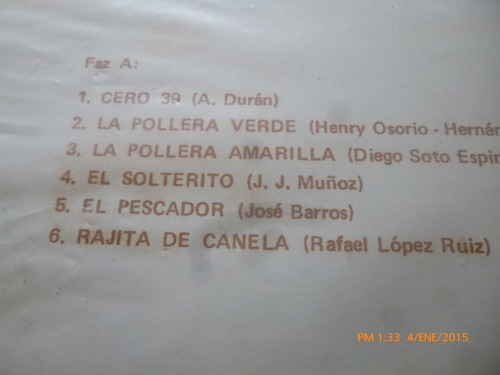 Faz A:
1. CERO 39 (A. Durán)
2. LA POLLERA VERDE (Henry Osorio - Hernán
3. LA POLLERA AMARILLA (Diego Soto Espin
4. EL SOLTERITO (J. J. Muñoz)
5. EL PESCADOR (José Barros)
6. RAJITA DE CANELA (Rafael López Ruiz)
PM 1:33 4/ENE/2015